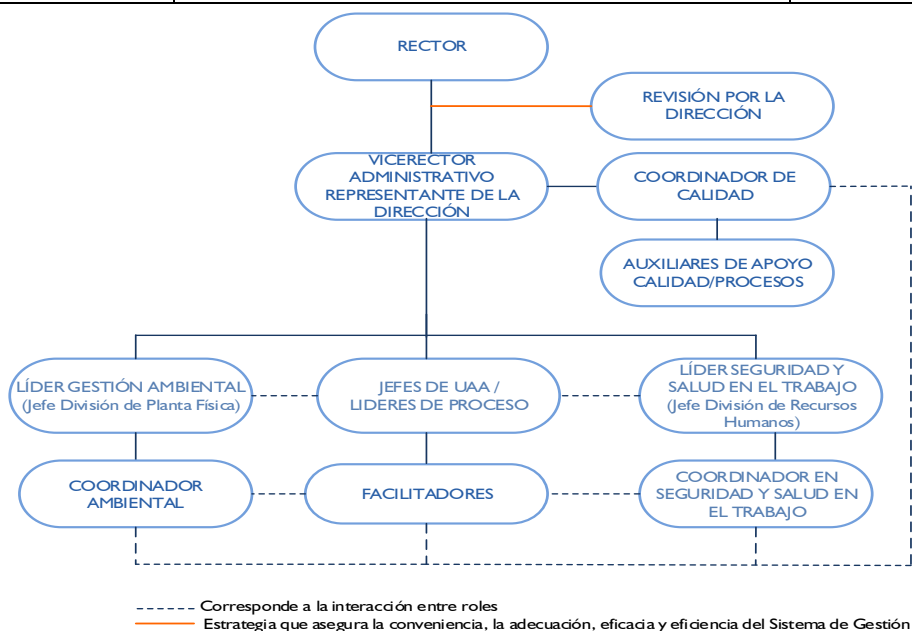 RECTOR
REVISIÓN POR LA
DIRECCIÓN
VICERECTOR
ADMINISTRATIVO
REPRESENTANTE DE LA
DIRECCIÓN
COORDINADOR DE
CALIDAD
AUXILIARES DE APOYO
CALIDAD/PROCESOS
LÍDER GESTIÓN AMBIENTAL
(Jefe División de Planta Física)
JEFES DE UAA /
LIDERES DE PROCESO
LÍDER SEGURIDAD Y
SALUD EN EL TRABAJO
(Jefe División de Recursos
Humanos)
COORDINADOR
AMBIENTAL
FACILITADORES
COORDINADOR EN
SEGURIDAD Y SALUD EN
EL TRABAJO
Corresponde a la interacción entre roles
Estrategia que asegura la conveniencia, la adecuación, eficacia y eficiencia del Sistema de Gestión